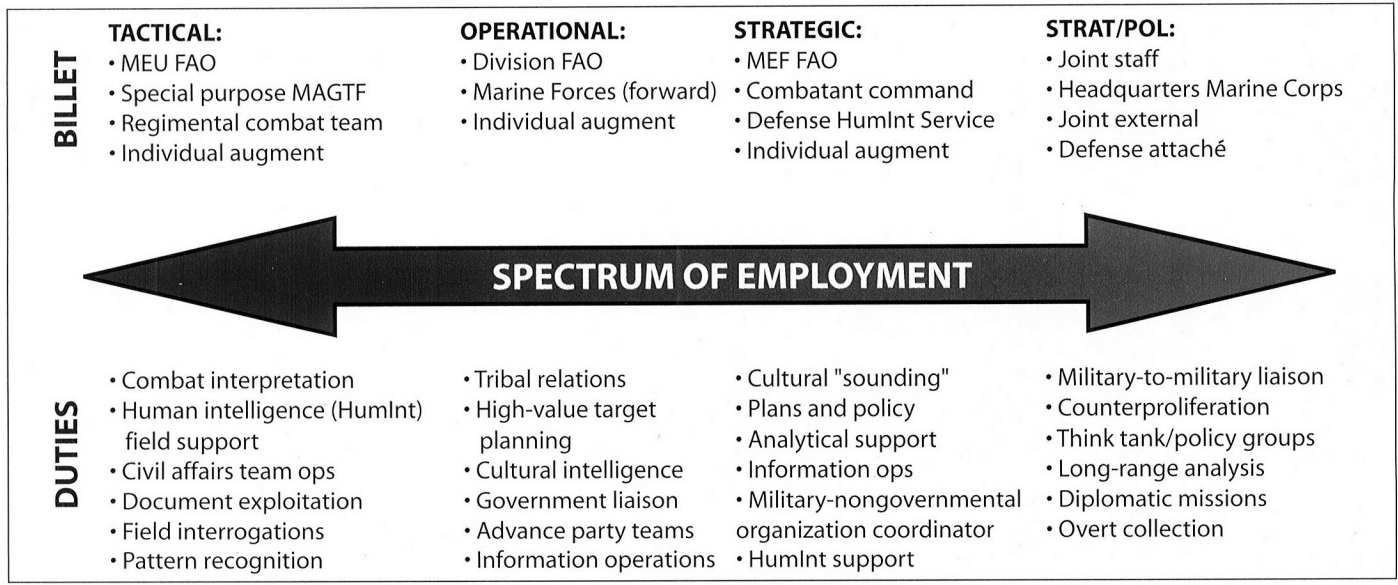 BILLET
TACTICAL:
• MEU FAO
• Special purpose MAGTF
• Regimental combat team
• Individual augment
OPERATIONAL:
• Division FAO
• Marine Forces (forward)
• Individual augment
STRATEGIC:
• MEF FAO
• Combatant command
• Defense HumInt Service
• Individual augment
STRAT/POL:
• Joint staff
• Headquarters Marine Corps
• Joint external
• Defense attaché
SPECTRUM OF EMPLOYMENT
DUTIES
• Combat interpretation
• Human intelligence (HumInt)
field support
• Civil affairs team ops
• Document exploitation
• Field interrogations
• Pattern recognition
• Tribal relations
• High-value target
planning
• Cultural intelligence
• Government liaison
• Advance party teams
• Information operations
• Cultural "sounding"
• Plans and policy
• Analytical support
• Information ops
• Military-nongovernmental
organization coordinator
• HumInt support
• Military-to-military liaison
• Counterproliferation
• Think tank/policy groups
• Long-range analysis
• Diplomatic missions
• Overt collection